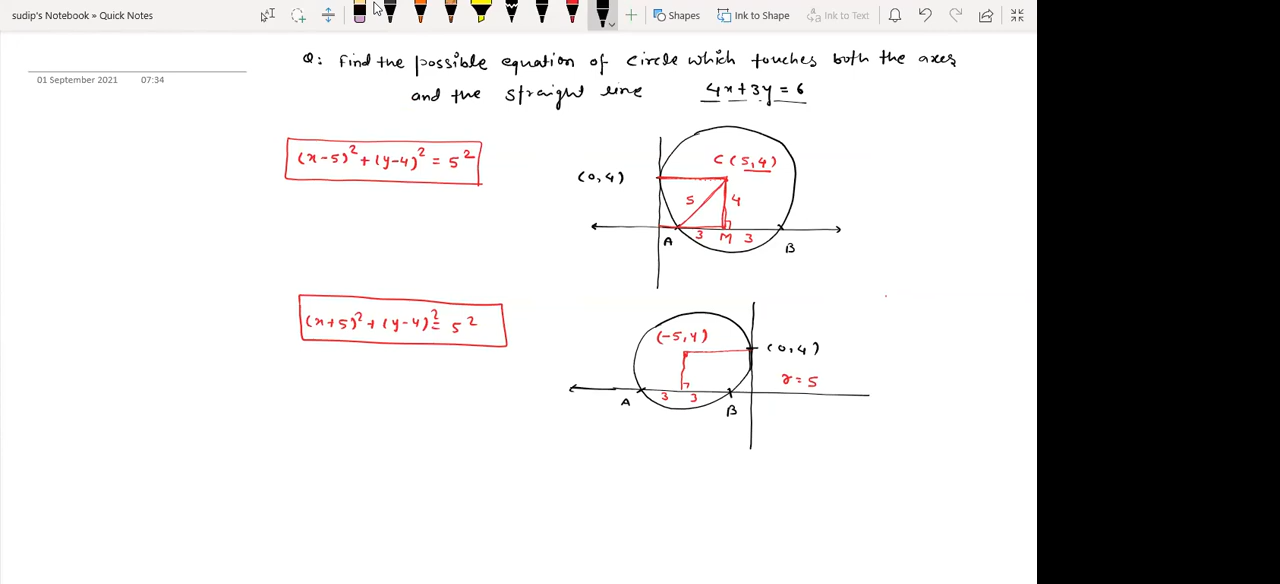 sudip's Notebook » Quick Notes
Shapes
Ink to Shape
Ink to Text
01 September 2021 07:34
Q: Find the possible equation of circle which touches both the axes
and the straight line 4x+3y = 6
(x-5)² + (y-4)² = 5²
C(5,4)
(0,4)
5
4
A
3
M
3
B
(x+5)² + (y-4)² = 5²
(-5,4)
(0,4)
r = 5
3
3
A
B